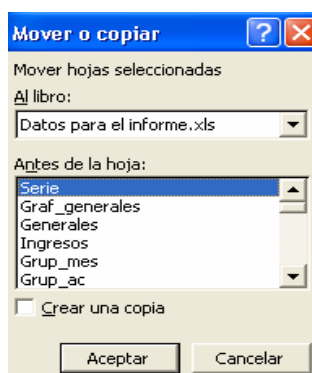 Mover o copiar
Mover hojas seleccionadas
Al libro:
Datos para el informe.xls
Antes de la hoja:
Serie
Graf_generales
Generales
Ingresos
Grup_mes
Grup_ac
Crear una copia
Aceptar Cancelar